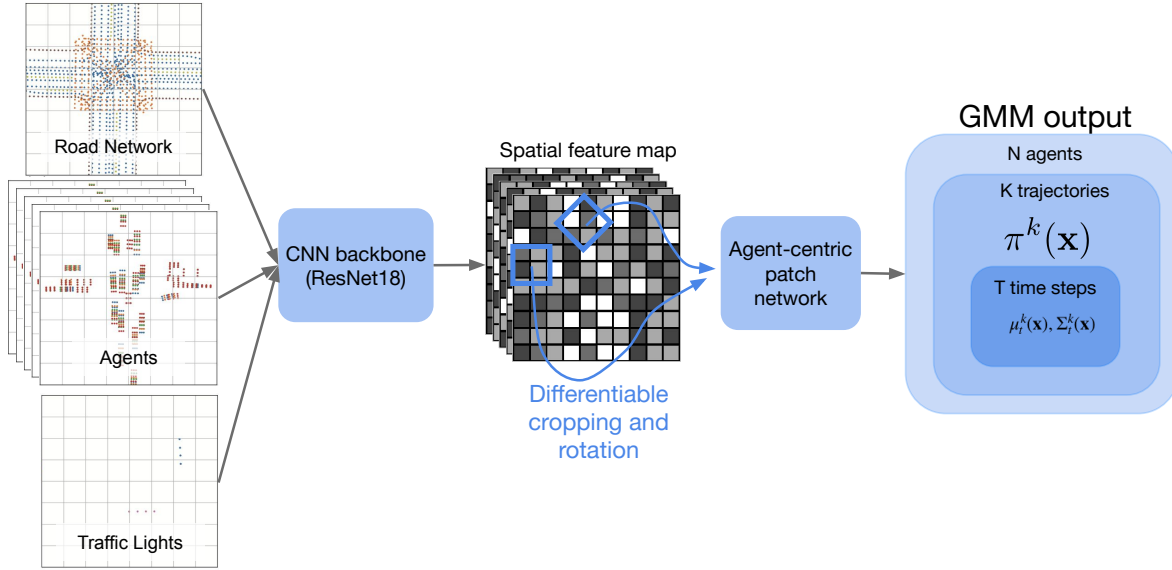 Road Network
Agents
Traffic Lights
CNN backbone
(ResNet18)
Spatial feature map
Differentiable
cropping and
rotation
Agent-centric
patch
network
GMM output
N agents
K trajectories
π^k(x)
T time steps
μ_t^k(x), Σ_t^k(x)